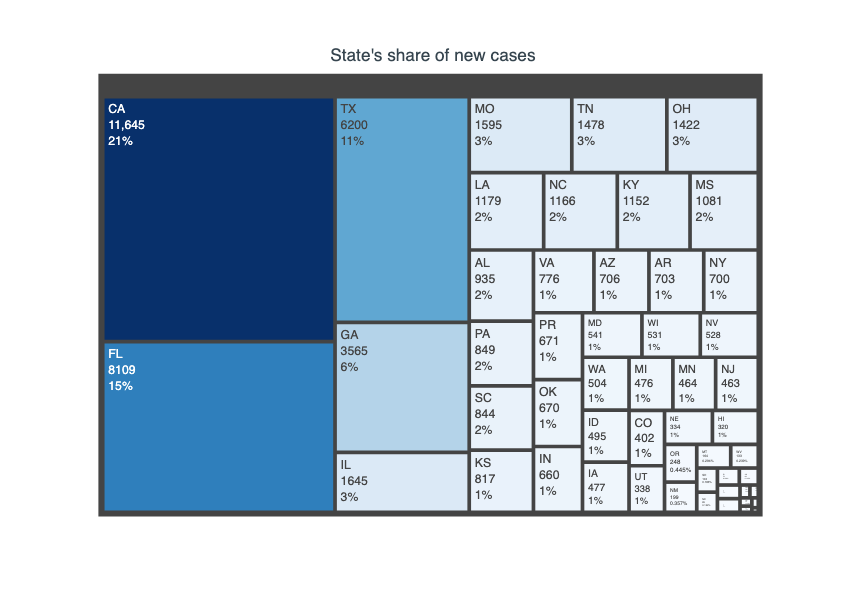 State's share of new cases
CA
11,645
21%
FL
8109
15%
TX
6200
11%
GA
3565
6%
IL
1645
3%
MO
1595
3%
TN
1478
3%
OH
1422
3%
LA
1179
2%
NC
1166
2%
KY
1152
2%
MS
1081
2%
AL
935
2%
PA
849
2%
SC
844
2%
KS
817
1%
VA
776
1%
AZ
706
1%
AR
703
1%
NY
700
1%
PR
671
1%
OK
670
1%
IN
660
1%
MD
541
1%
WI
531
1%
NV
528
1%
WA
504
1%
MI
476
1%
MN
464
1%
NJ
463
1%
ID
495
1%
IA
477
1%
CO
402
1%
UT
338
1%
NE
334
1%
HI
320
1%
OR
248
0.445%
NM
199
0.357%